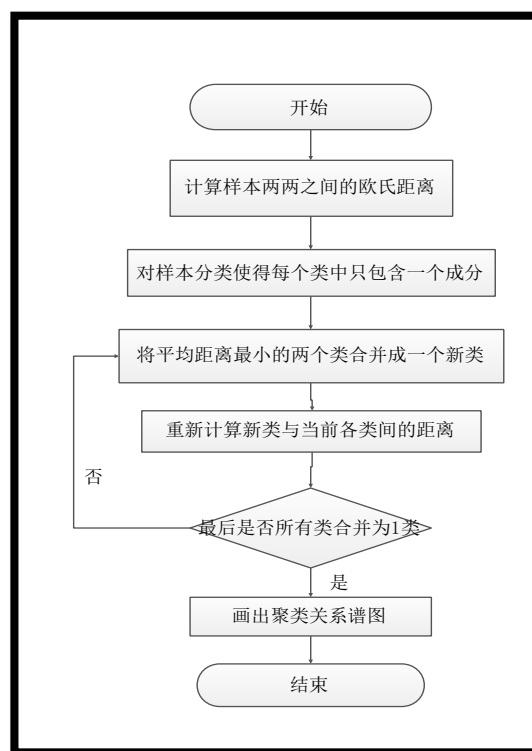 开始
计算样本两两之间的欧氏距离
对样本分类使得每个类中只包含一个成分
将平均距离最小的两个类合并成一个新类
重新计算新类与当前各类间的距离
否
最后是否所有类合并为1类
是
画出聚类关系谱图
结束